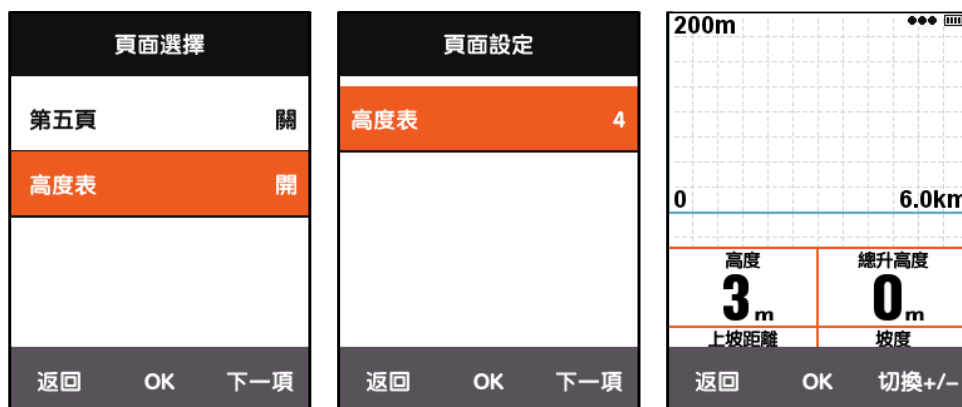 頁面選擇
第五頁 關
高度表 開
返回 OK 下一項
頁面設定
高度表 4
返回 OK 下一項
200m
0 6.0km
高度 總升高度
3m 0m
上坡距離 坡度
返回 OK 切換+/-